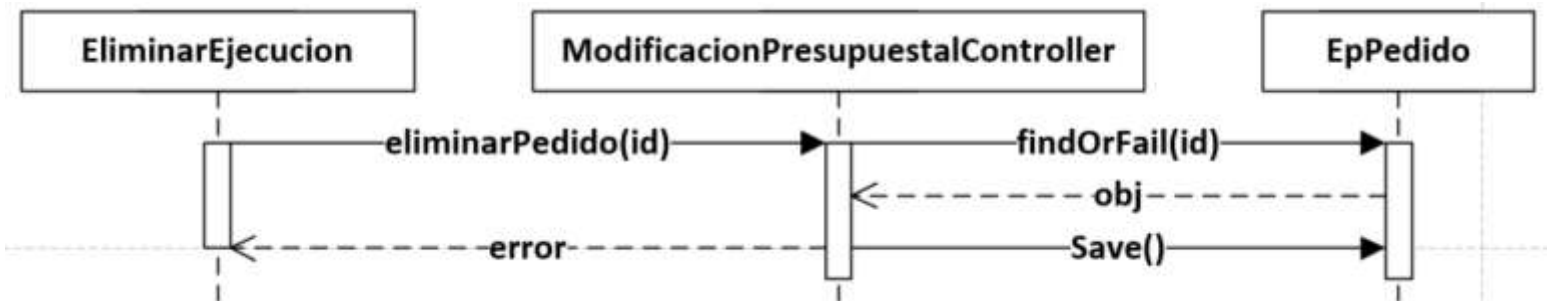 EliminarEjecucion
ModificacionPresupuestalController
EpPedido
eliminarPedido(id)
findOrFail(id)
obj
error
Save()